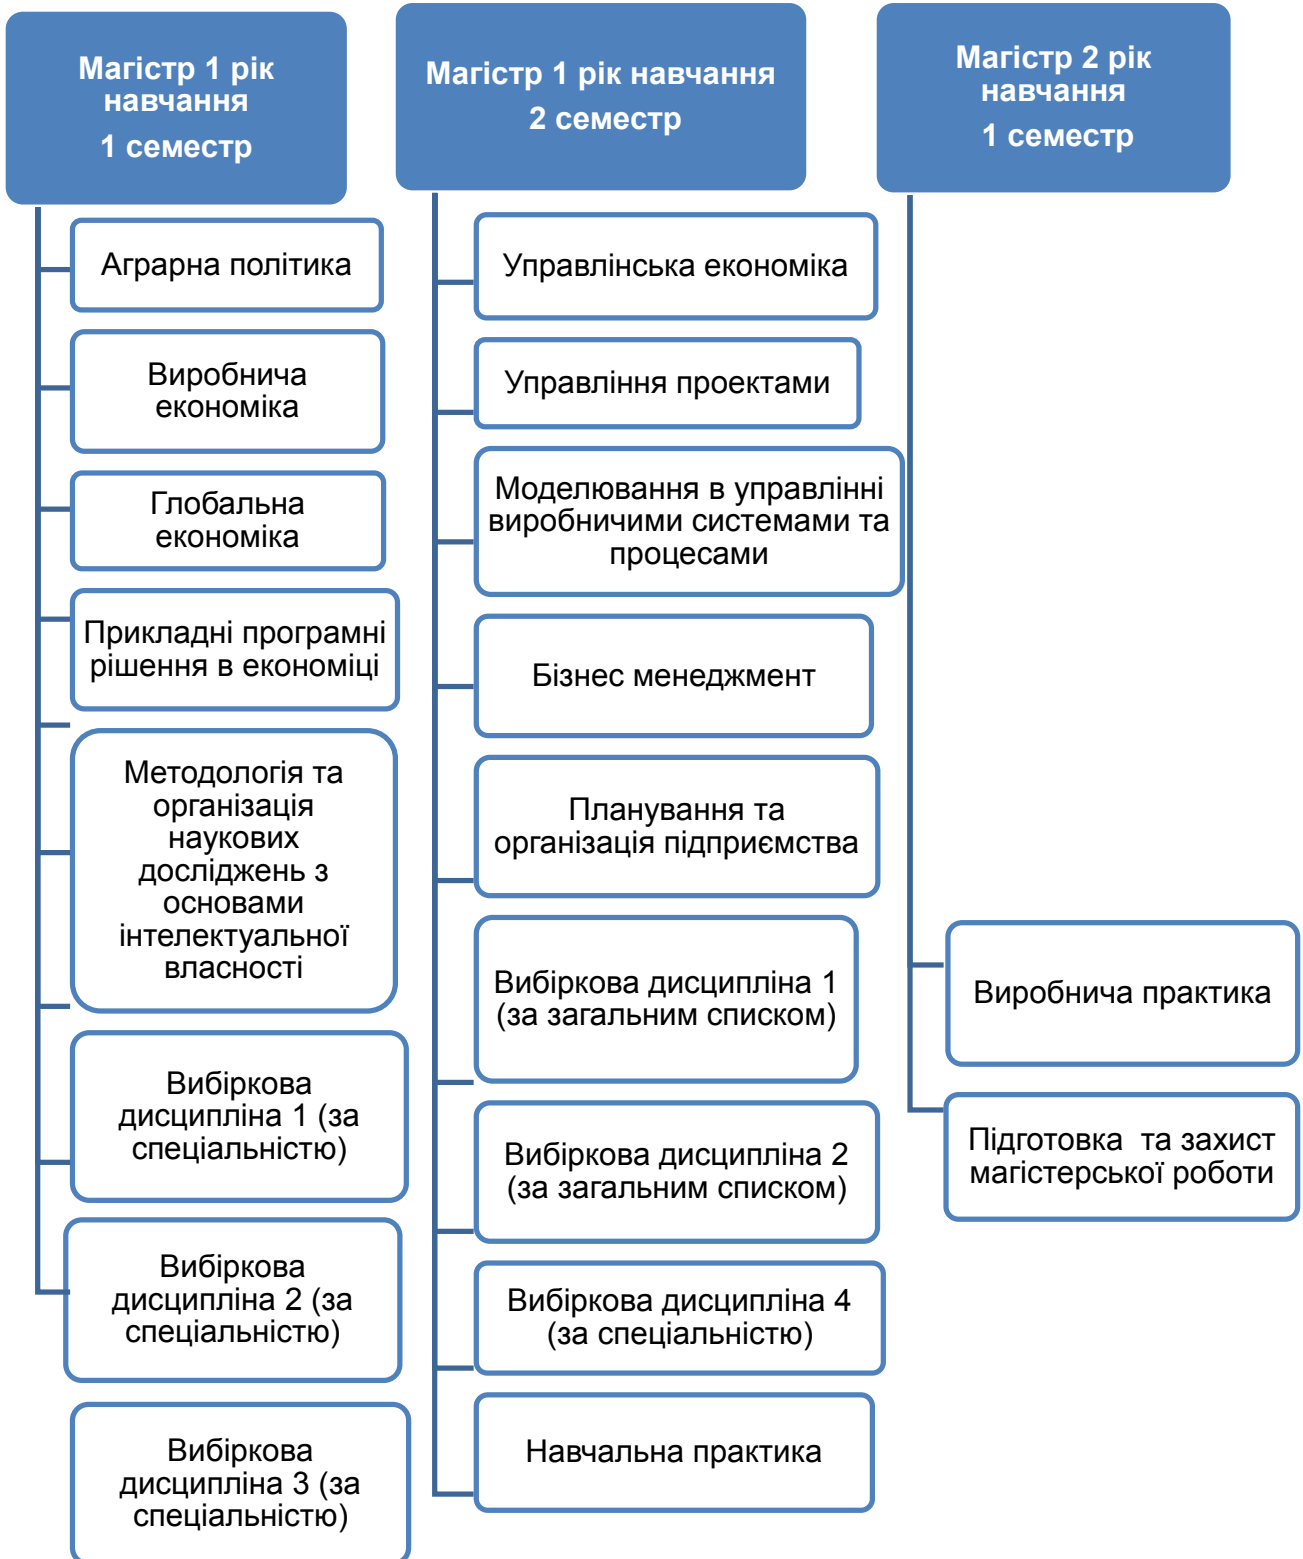 Магістр 1 рік
навчання
1 семестр
Аграрна політика
Виробнича
економіка
Глобальна
економіка
Прикладні програмні
рішення в економіці
Методологія та
організація
наукових
досліджень з
основами
інтелектуальної
власності
Вибіркова
дисципліна 1 (за
спеціальністю)
Вибіркова
дисципліна 2 (за
спеціальністю)
Вибіркова
дисципліна 3 (за
спеціальністю)
Магістр 1 рік навчання
2 семестр
Управлінська економіка
Управління проектами
Моделювання в управлінні
виробничими системами та
процесами
Бізнес менеджмент
Планування та
організація підприємства
Вибіркова дисципліна 1
(за загальним списком)
Вибіркова дисципліна 2
(за загальним списком)
Вибіркова дисципліна 4
(за спеціальністю)
Навчальна практика
Магістр 2 рік
навчання
1 семестр
Виробнича практика
Підготовка  та захист
магістерської роботи